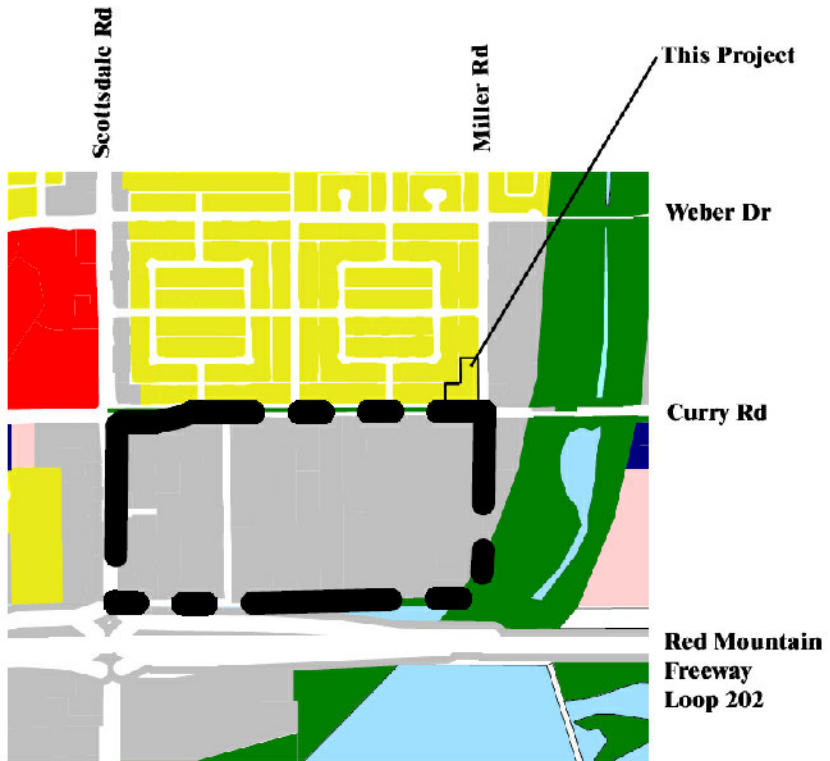 Scottsdale Rd
Miller Rd
This Project
Weber Dr
Curry Rd
Red Mountain
Freeway
Loop 202